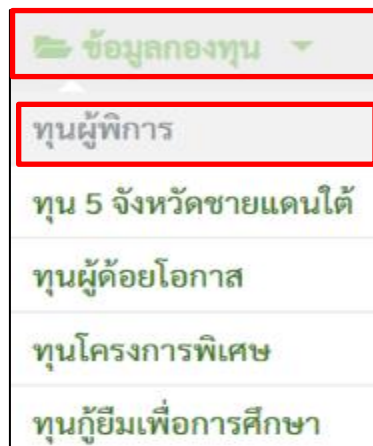 ข้อมูลกองทุน
ทุนผู้พิการ
ทุน 5 จังหวัดชายแดนใต้
ทุนผู้ด้อยโอกาส
ทุนโครงการพิเศษ
ทุนกู้ยืมเพื่อการศึกษา